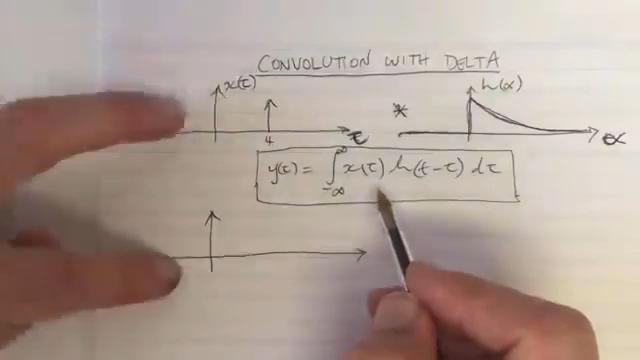 CONVOLUTION WITH DELTA
x(τ)
h(α)
*
4
τ
α
y(t) = ∫_{-∞}^{∞} x(τ) h(t-τ) dτ